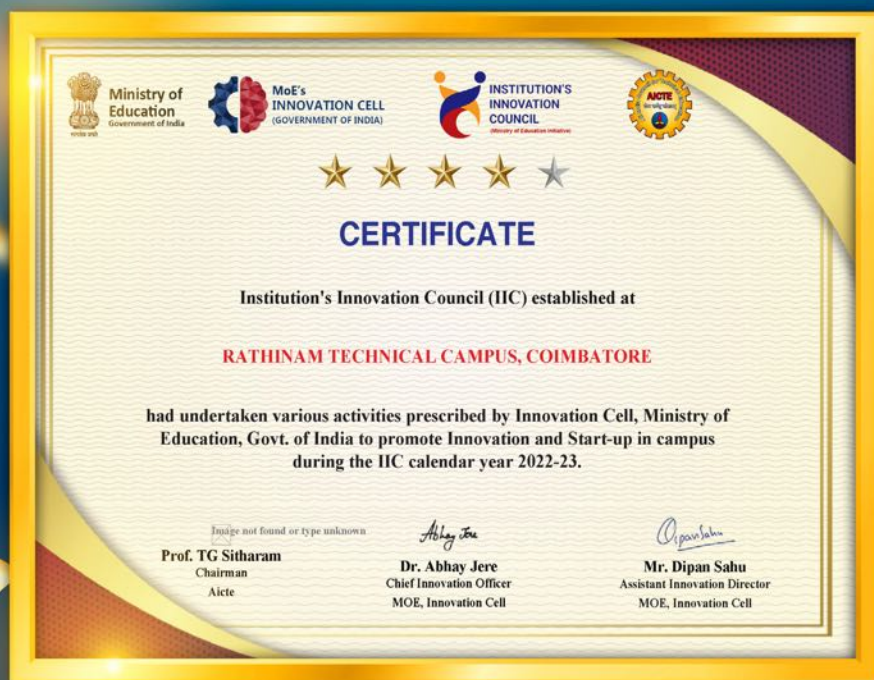 Ministry of
Education
Government of India
MoE's
INNOVATION CELL
(GOVERNMENT OF INDIA)
INSTITUTION'S
INNOVATION
COUNCIL
(Ministry of Education Initiative)
AICTE
CERTIFICATE
Institution's Innovation Council (IIC) established at
RATHINAM TECHNICAL CAMPUS, COIMBATORE
had undertaken various activities prescribed by Innovation Cell, Ministry of
Education, Govt. of India to promote Innovation and Start-up in campus
during the IIC calendar year 2022-23.
Image not found or type unknown
Prof. TG Sitharam
Chairman
Aicte
Abhay Jere
Dr. Abhay Jere
Chief Innovation Officer
MOE, Innovation Cell
DipanSahu
Mr. Dipan Sahu
Assistant Innovation Director
MOE, Innovation Cell